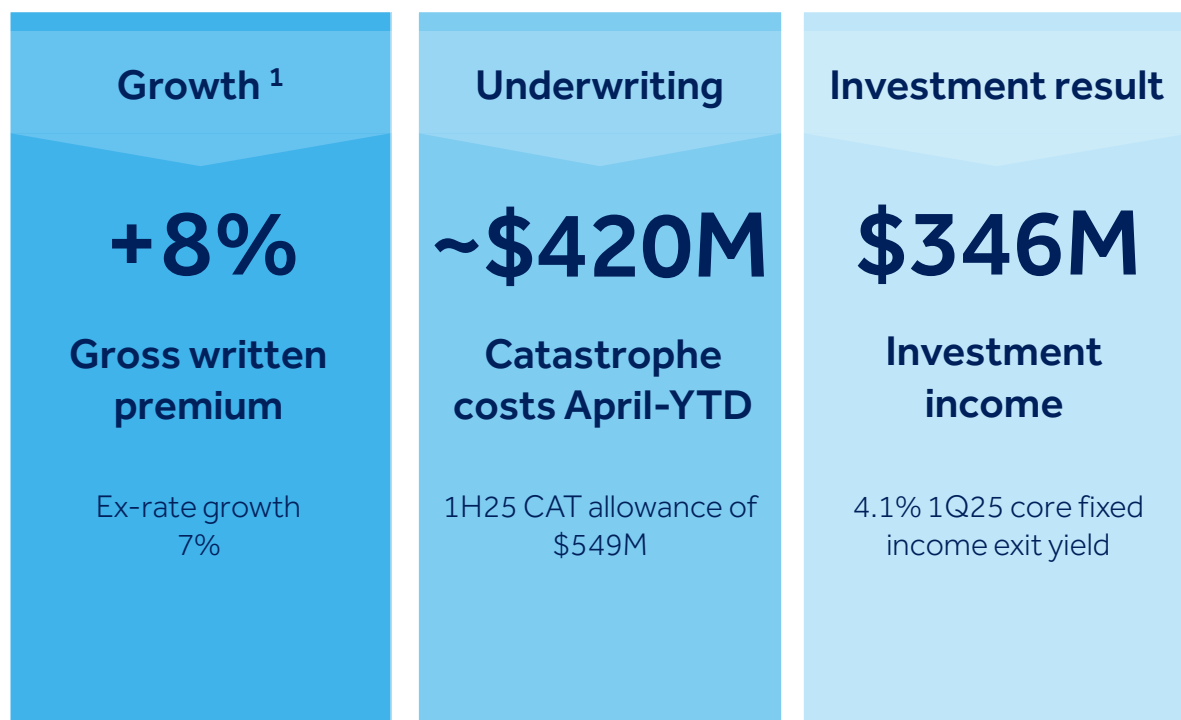 Growth ¹
+8%
Gross written
premium
Ex-rate growth
7%
Underwriting
~$420M
Catastrophe
costs April-YTD
1H25 CAT allowance of
$549M
Investment result
$346M
Investment
income
4.1% 1Q25 core fixed
income exit yield